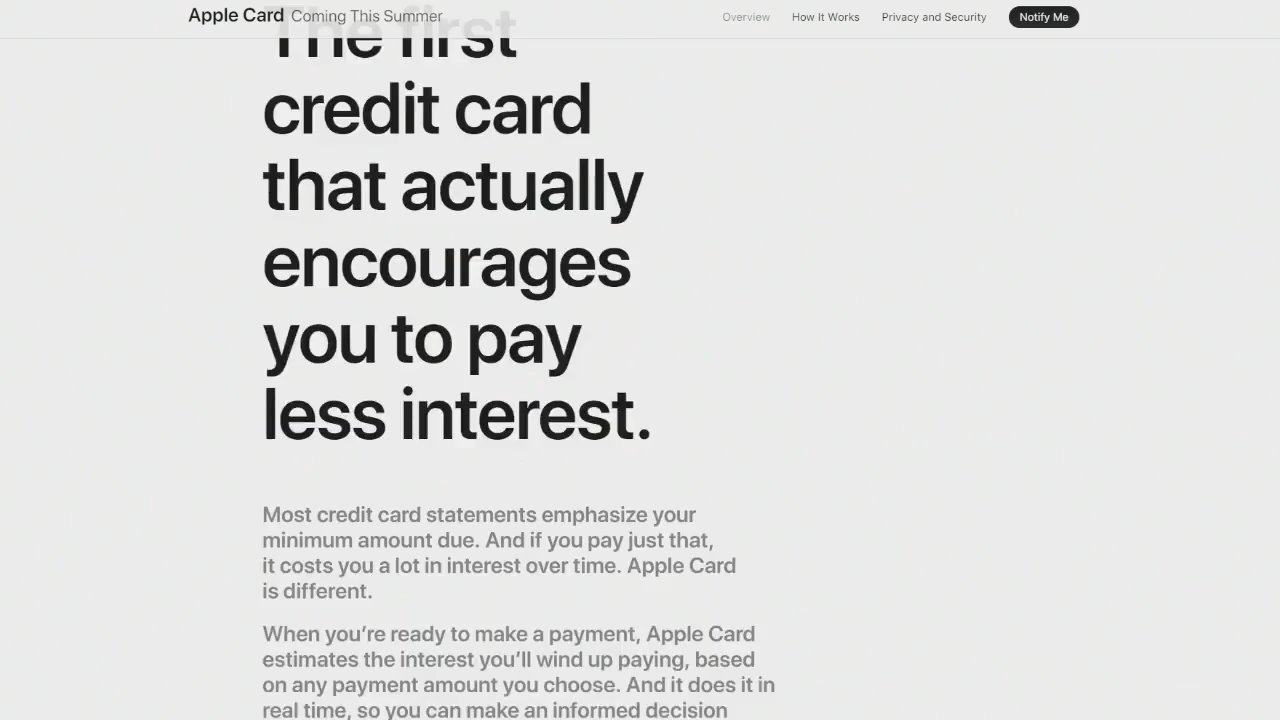 Apple Card Coming This Summer Overview How It Works Privacy and Security Notify Me
The first
credit card
that actually
encourages
you to pay
less interest.
Most credit card statements emphasize your
minimum amount due. And if you pay just that,
it costs you a lot in interest over time. Apple Card
is different.
When you’re ready to make a payment, Apple Card
estimates the interest you’ll wind up paying, based
on any payment amount you choose. And it does it in
real time, so you can make an informed decision